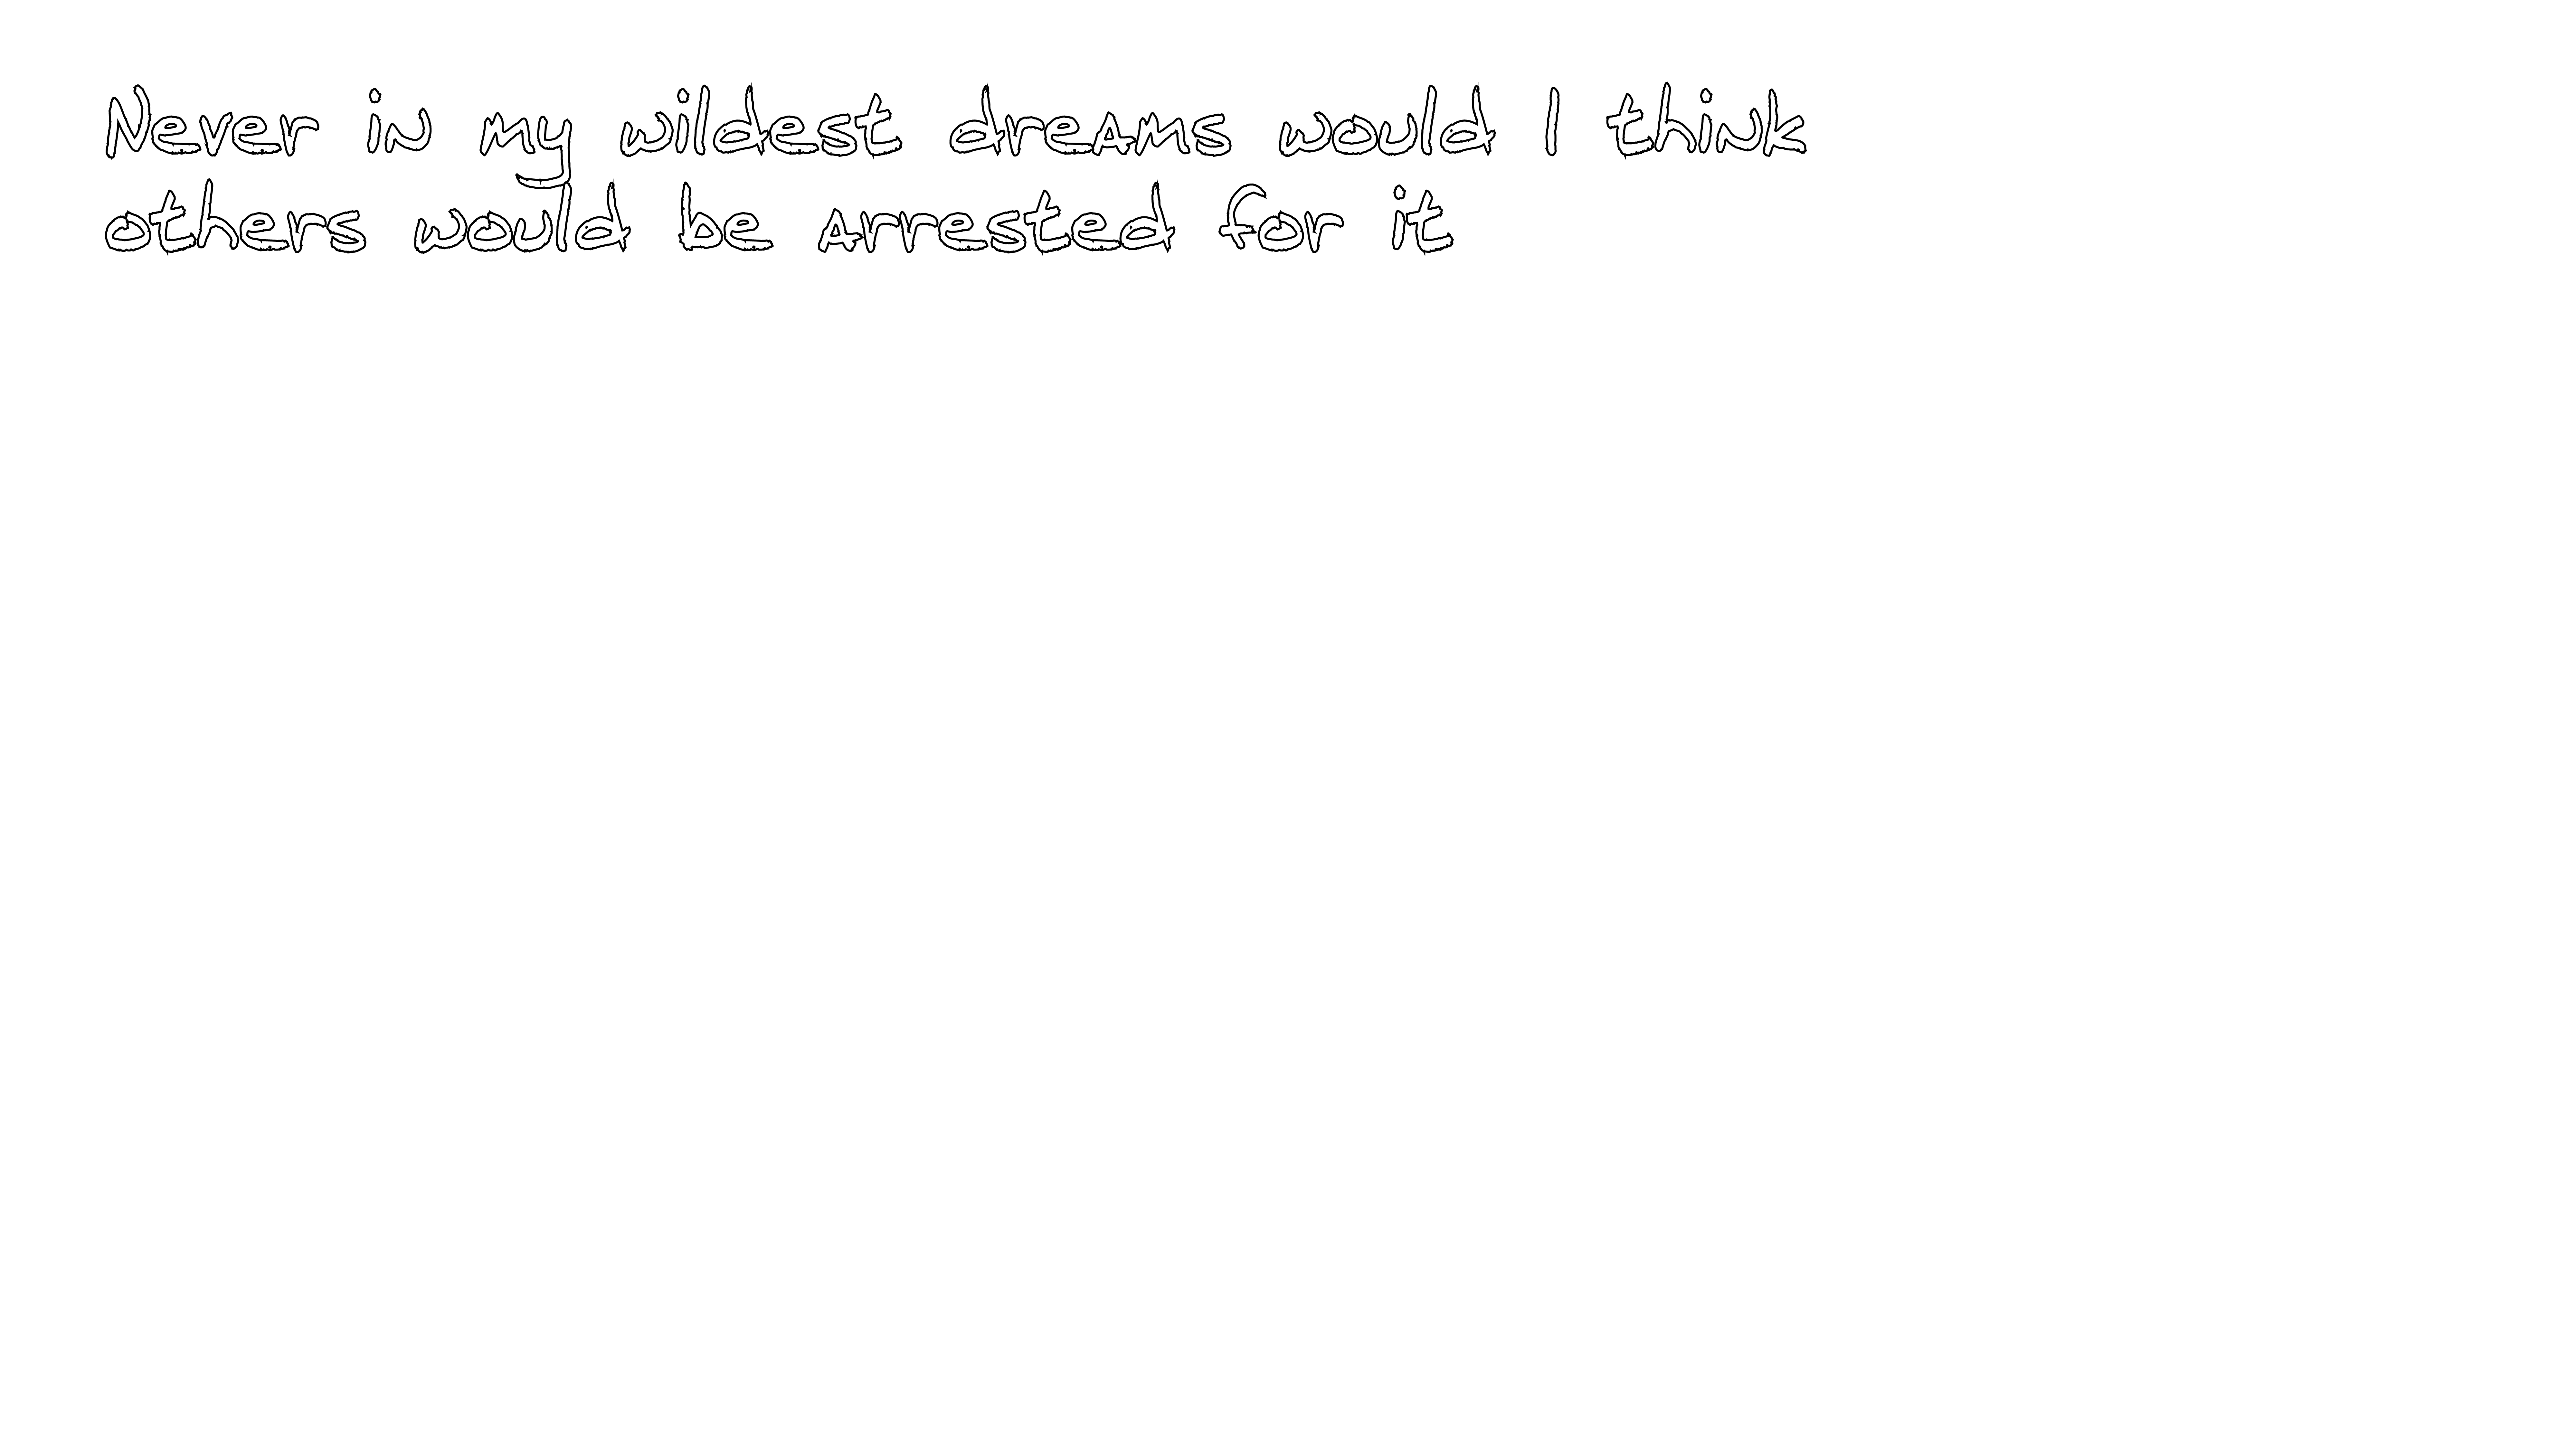 Never in my wildest dreams would I think
others would be arrested for it